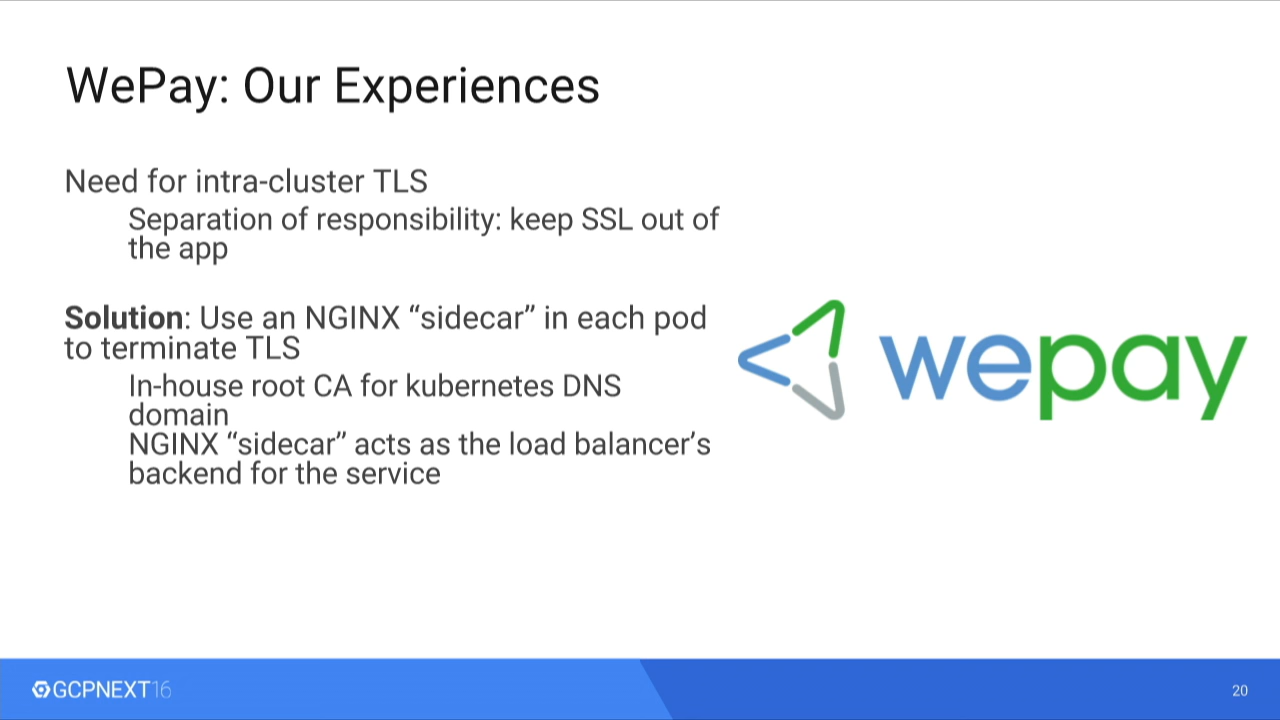 WePay: Our Experiences
Need for intra-cluster TLS
Separation of responsibility: keep SSL out of
the app
Solution: Use an NGINX “sidecar” in each pod
to terminate TLS
In-house root CA for kubernetes DNS
domain
NGINX “sidecar” acts as the load balancer’s
backend for the service
wepay
GCPNEXT16
20